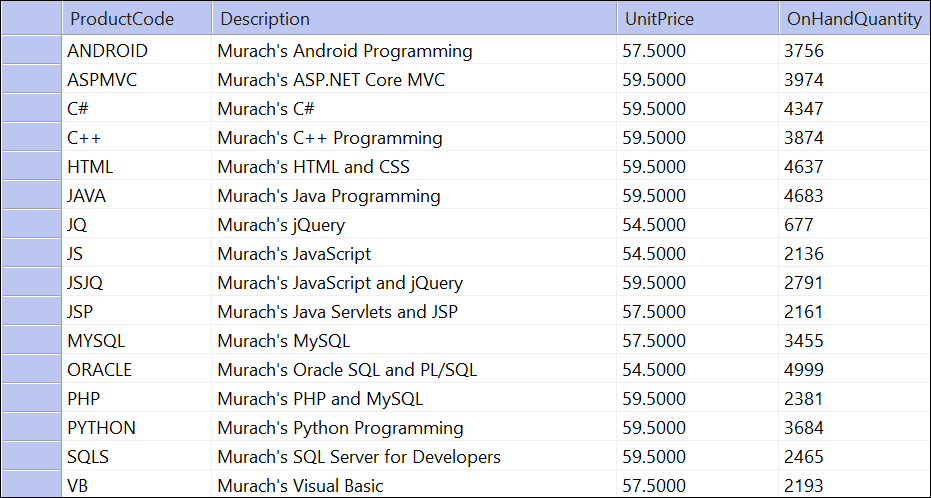 ProductCode Description UnitPrice OnHandQuantity
ANDROID Murach's Android Programming 57.5000 3756
ASPMVC Murach's ASP.NET Core MVC 59.5000 3974
C# Murach's C# 59.5000 4347
C++ Murach's C++ Programming 59.5000 3874
HTML Murach's HTML and CSS 59.5000 4637
JAVA Murach's Java Programming 59.5000 4683
JQ Murach's jQuery 54.5000 677
JS Murach's JavaScript 54.5000 2136
JSJQ Murach's JavaScript and jQuery 59.5000 2791
JSP Murach's Java Servlets and JSP 57.5000 2161
MYSQL Murach's MySQL 57.5000 3455
ORACLE Murach's Oracle SQL and PL/SQL 54.5000 4999
PHP Murach's PHP and MySQL 59.5000 2381
PYTHON Murach's Python Programming 59.5000 3684
SQLS Murach's SQL Server for Developers 59.5000 2465
VB Murach's Visual Basic 57.5000 2193